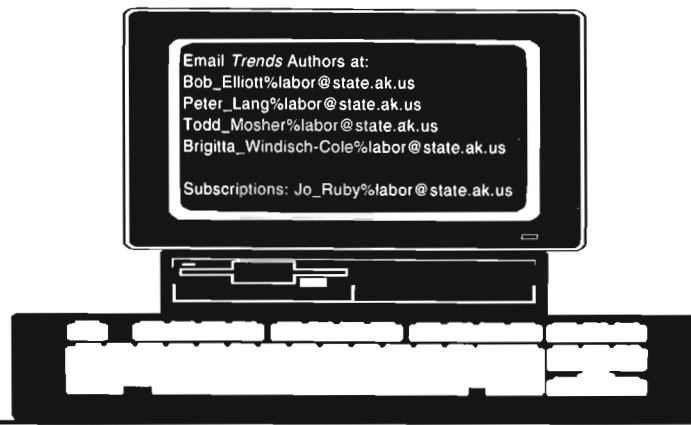 Email Trends Authors at:
Bob_Elliott%labor@state.ak.us
Peter_Lang%labor@state.ak.us
Todd_Mosher%labor@state.ak.us
Brigitta_Windisch-Cole%labor@state.ak.us
Subscriptions: Jo_Ruby%labor@state.ak.us